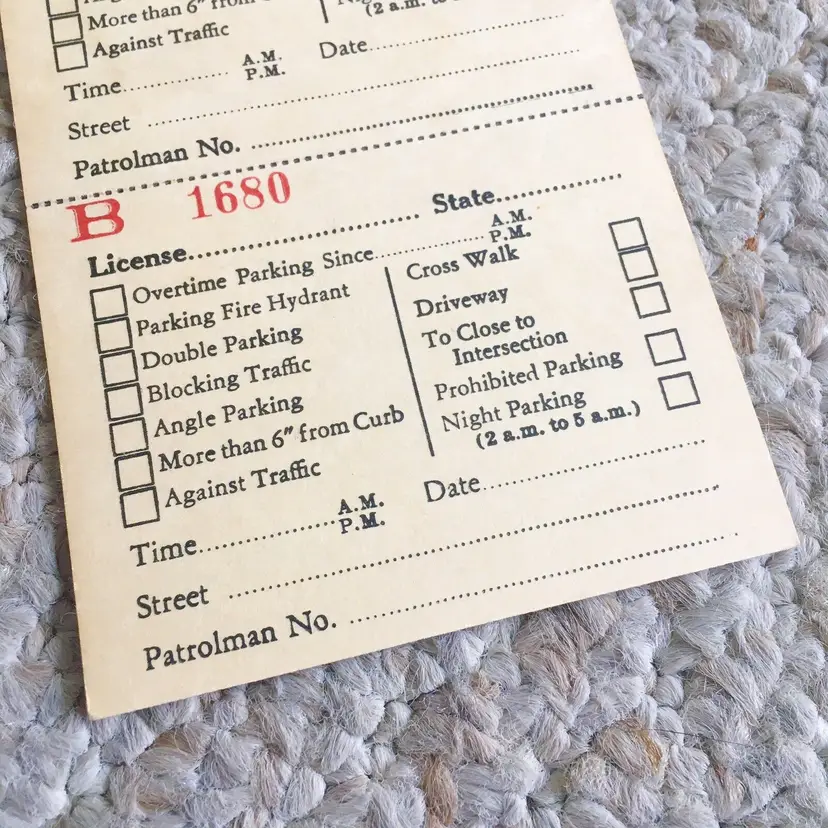 More than 6″ from
(2 a.m. to
Against Traffic
Time A.M. P.M. Date
Street
Patrolman No.
B 1680
License State
Overtime Parking Since A.M. P.M.
Parking Fire Hydrant
Double Parking
Blocking Traffic
Angle Parking
More than 6″ from Curb
Against Traffic
Cross Walk
Driveway
To Close to
Intersection
Prohibited Parking
Night Parking
(2 a.m. to 5 a.m.)
Time A.M. P.M. Date
Street
Patrolman No.